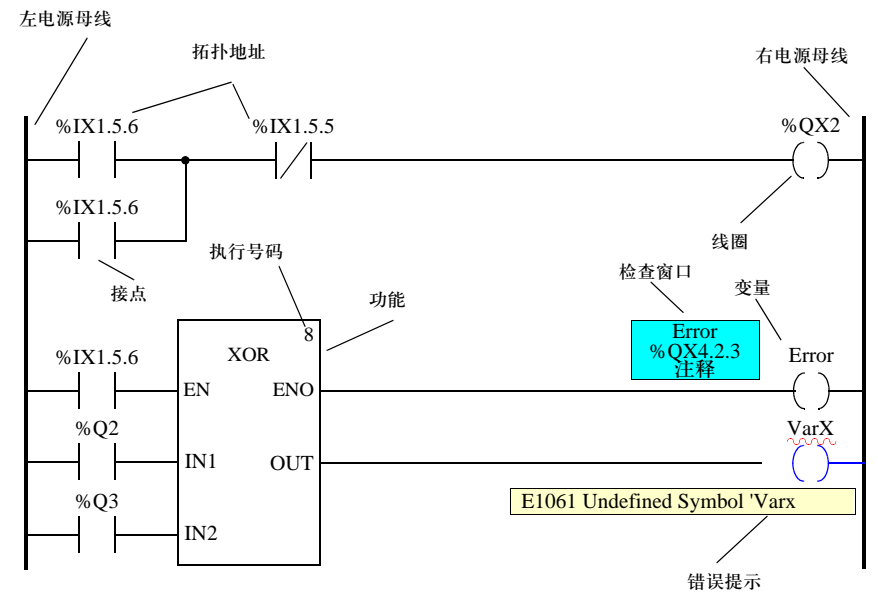 左电源母线
拓扑地址
右电源母线
%IX1.5.6
%IX1.5.5
%QX2
%IX1.5.6
线圈
执行号码
接点
检查窗口
变量
功能
8
XOR
Error
%QX4.2.3
注释
%IX1.5.6
Error
EN
ENO
%Q2
VarX
IN1
OUT
%Q3
E1061 Undefined Symbol 'Varx
IN2
错误提示